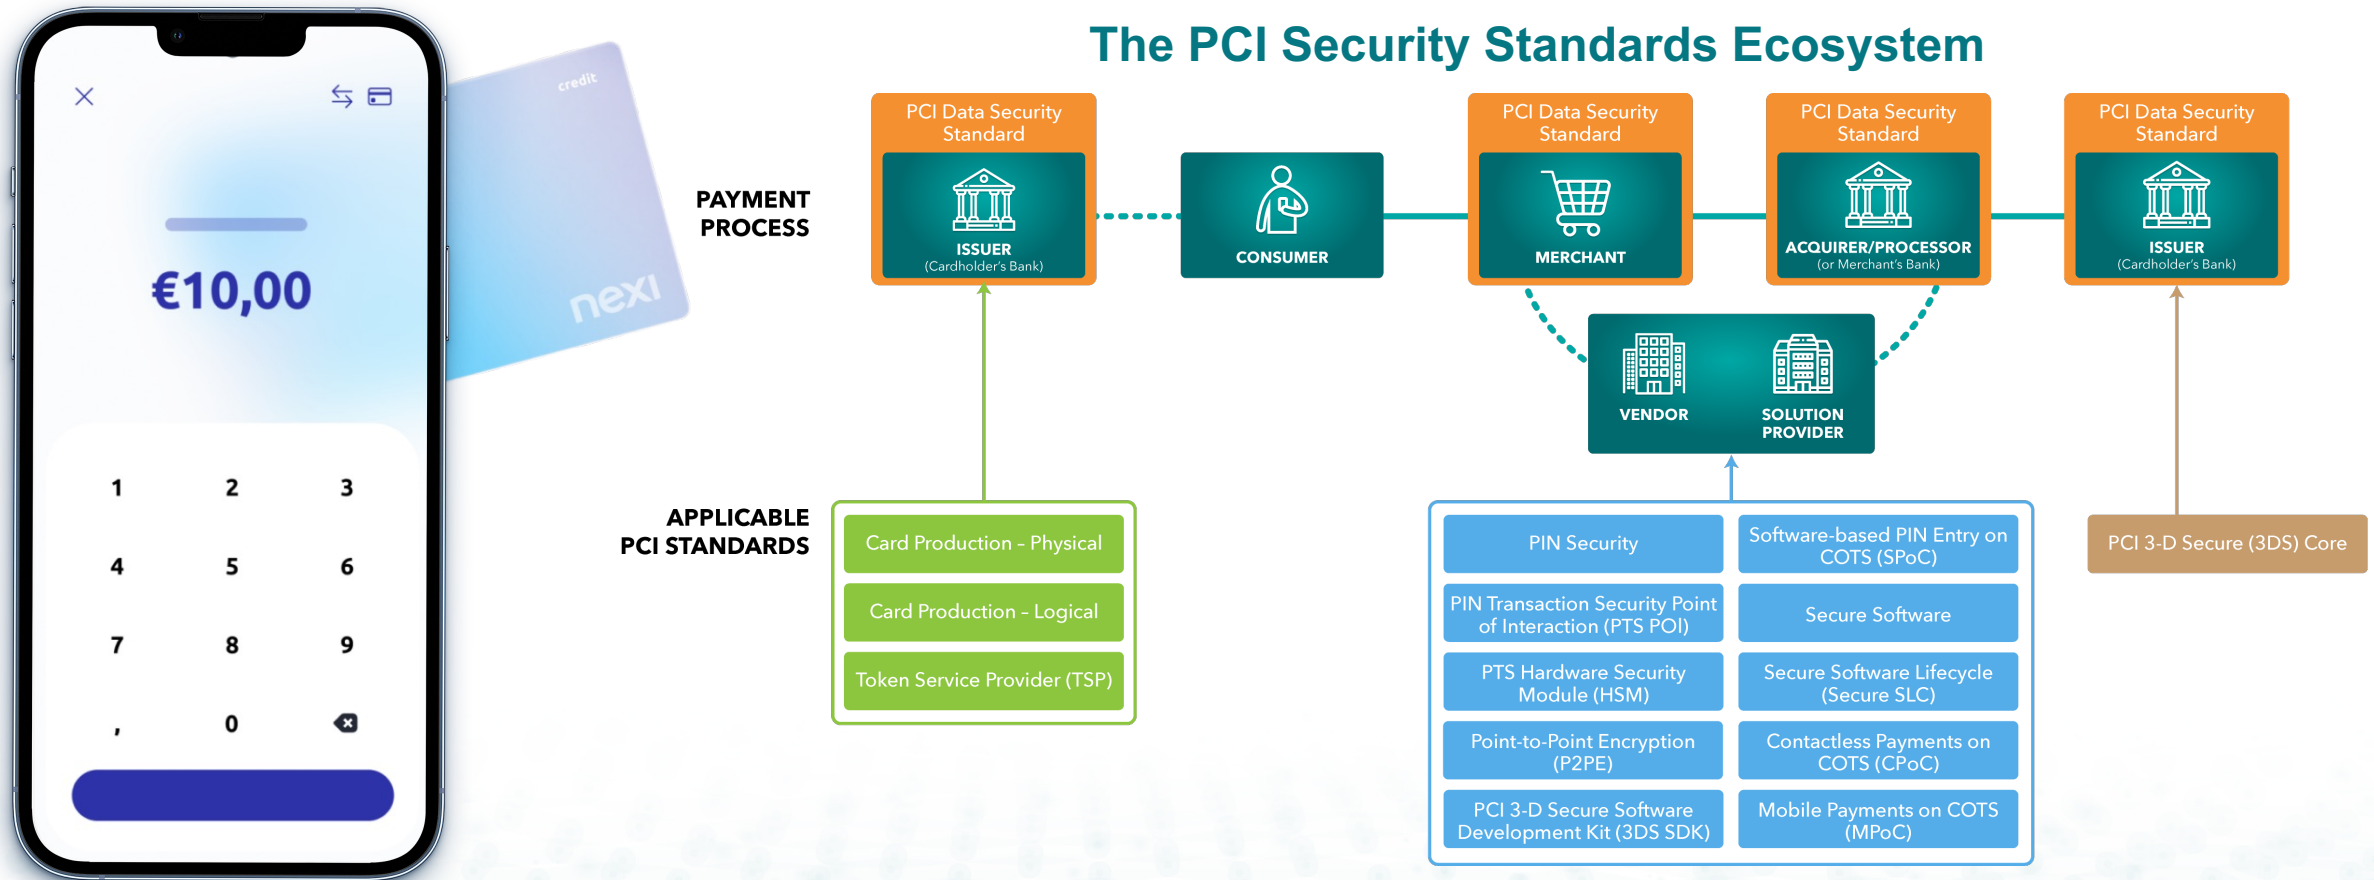 €10,00
1 2 3
4 5 6
7 8 9
, 0
credit
nexi
The PCI Security Standards Ecosystem
PAYMENT
PROCESS
PCI Data Security
Standard
ISSUER
(Cardholder's Bank)
CONSUMER
PCI Data Security
Standard
MERCHANT
PCI Data Security
Standard
ACQUIRER/PROCESSOR
(or Merchant's Bank)
PCI Data Security
Standard
ISSUER
(Cardholder's Bank)
VENDOR
SOLUTION
PROVIDER
APPLICABLE
PCI STANDARDS
Card Production – Physical
Card Production – Logical
Token Service Provider (TSP)
PIN Security
Software-based PIN Entry on
COTS (SPoC)
PIN Transaction Security Point
of Interaction (PTS POI)
Secure Software
PTS Hardware Security
Module (HSM)
Secure Software Lifecycle
(Secure SLC)
Point-to-Point Encryption
(P2PE)
Contactless Payments on
COTS (CPoC)
PCI 3-D Secure Software
Development Kit (3DS SDK)
Mobile Payments on COTS
(MPoC)
PCI 3-D Secure (3DS) Core